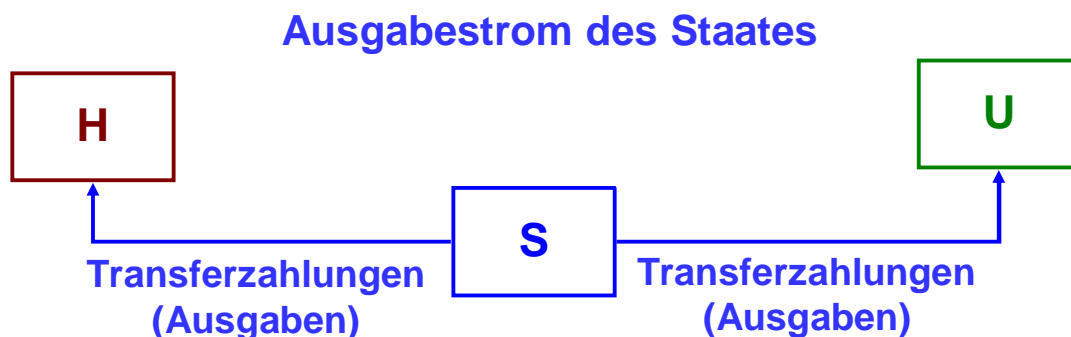 Ausgabestrom des Staates
H
U
S
Transferzahlungen
(Ausgaben)
Transferzahlungen
(Ausgaben)